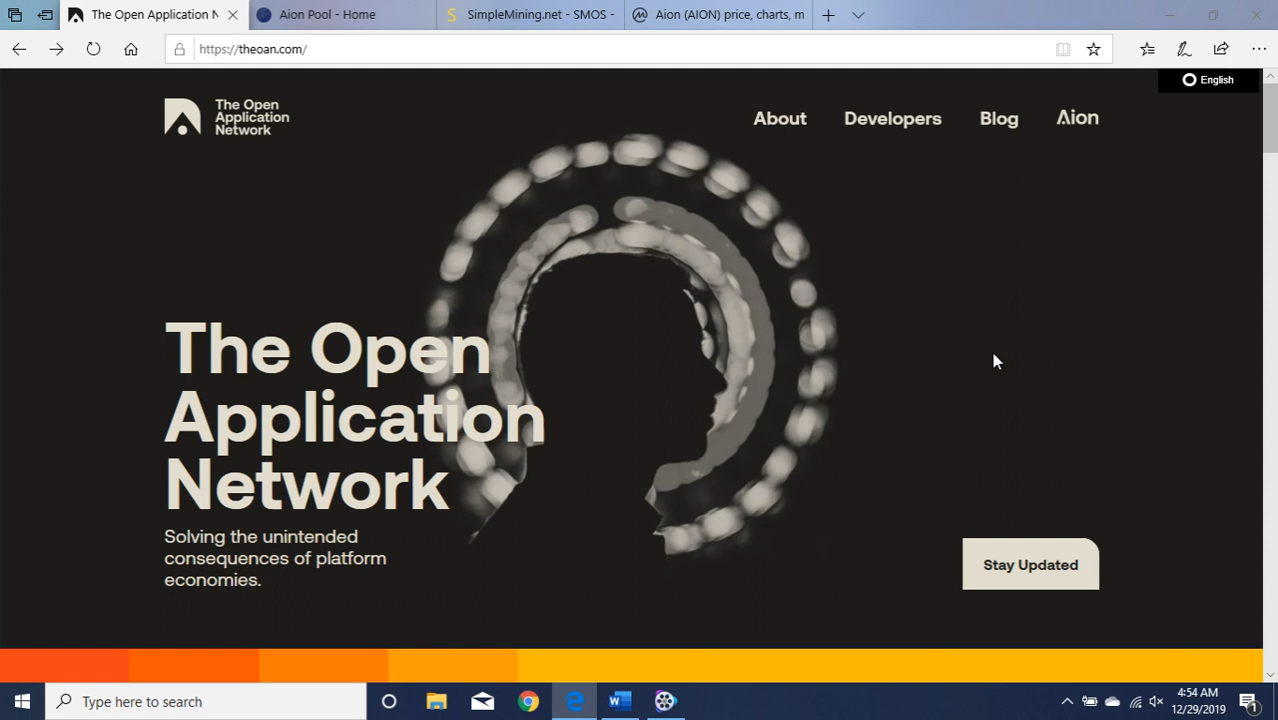 The Open Application N
Aion Pool - Home
SimpleMining.net - SMOS -
Aion (AION) price, charts, m
https://theoan.com/
English
The Open
Application
Network
About
Developers
Blog
Aion
The Open
Application
Network
Solving the unintended
consequences of platform
economies.
Stay Updated
Type here to search
4:54 AM
12/29/2019
1